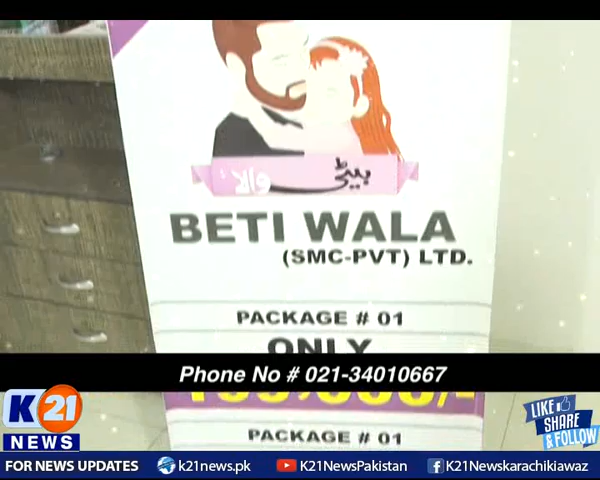 بیٹی والا
BETI WALA
(SMC-PVT) LTD.
PACKAGE # 01
ONLY
Phone No # 021-34010667
PACKAGE # 01
K21
NEWS
LIKE
SHARE
& FOLLOW
FOR NEWS UPDATES k21news.pk K21NewsPakistan K21Newskarachikiawaz